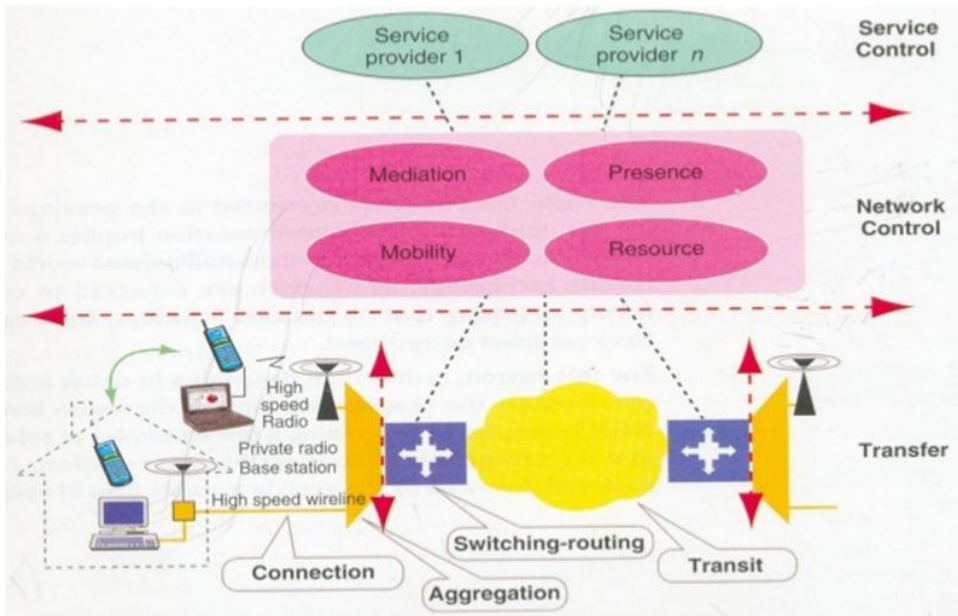 Service
provider 1
Service
provider n
Service
Control
Mediation
Presence
Mobility
Resource
Network
Control
High
speed
Radio
Private radio
Base station
High speed wireline
Transfer
Switching-routing
Connection
Transit
Aggregation